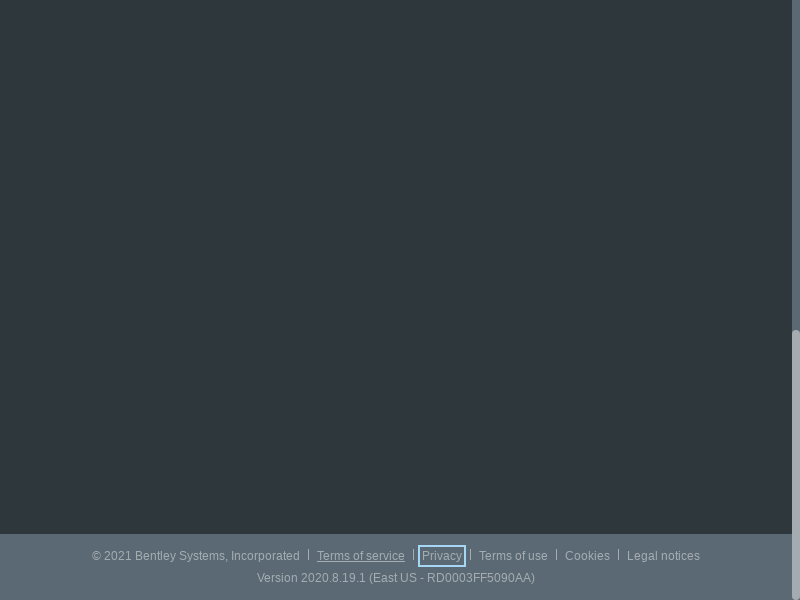 © 2021 Bentley Systems, Incorporated | Terms of service | Privacy | Terms of use | Cookies | Legal notices
Version 2020.8.19.1 (East US - RD0003FF5090AA)